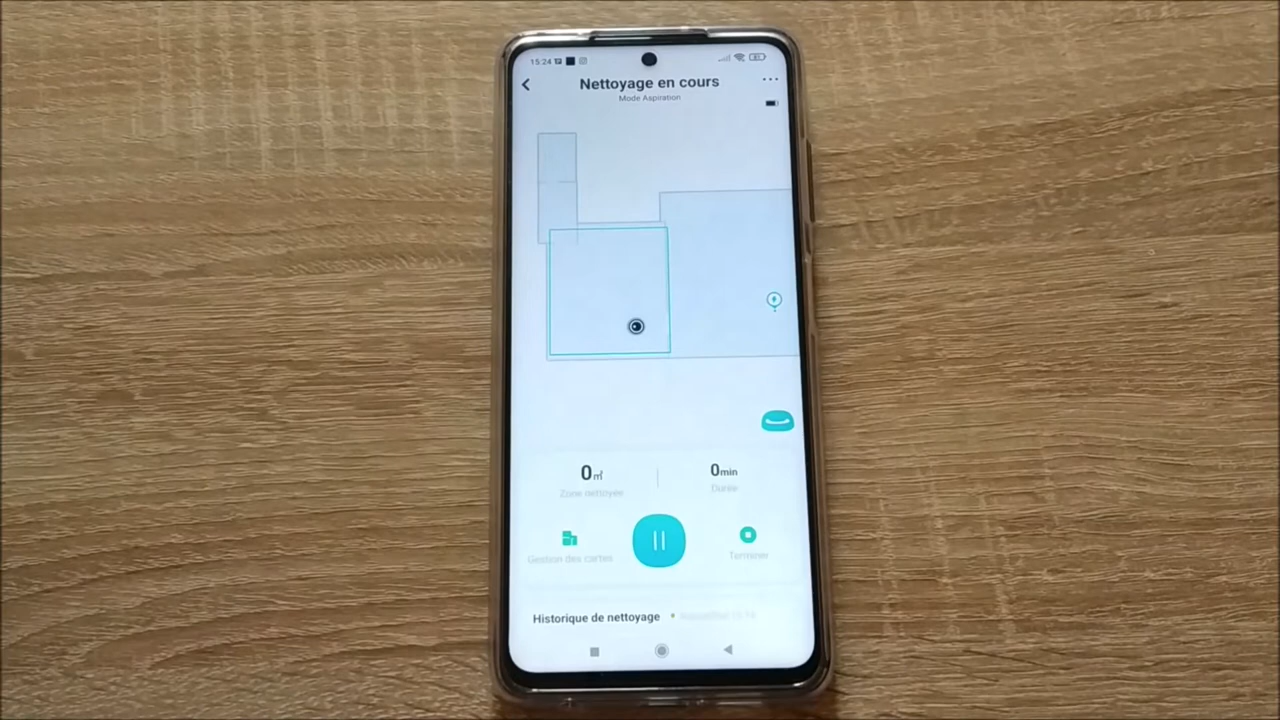 15:24
Nettoyage en cours
Mode Aspiration
0㎡
0min
Zone nettoyée
Durée
Gestion des cartes
Terminer
Historique de nettoyage